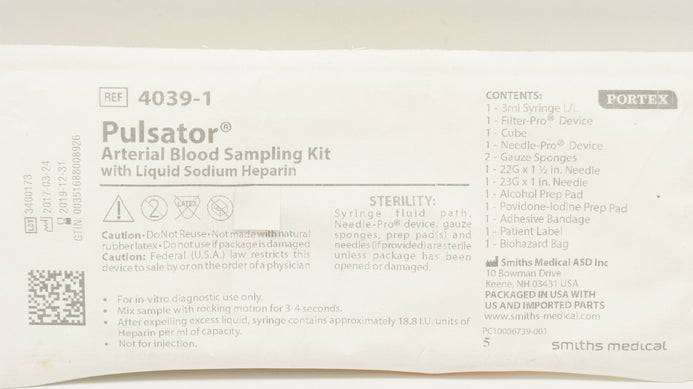 REF 4039-1
Pulsator®
Arterial Blood Sampling Kit
with Liquid Sodium Heparin
LOT 3400173
2017-03-24
2019-12-31
GTIN 00351688008926
LATEX
Caution- Do Not Reuse • Not made with natural
rubber latex • Do not use if package is damaged
Caution: Federal (U.S.A.) law restricts this
device to sale by or on the order of a physician
STERILITY:
Syringe fluid path,
Needle-Pro® device, gauze
sponges, prep pad(s) and
needles (if provided) are sterile
unless package has been
opened or damaged.
• For in-vitro diagnostic use only.
• Mix sample with rocking motion for 3-4 seconds.
• After expelling excess liquid, syringe contains approximately 18.8 I.U. units of
Heparin per ml of capacity.
• Not for injection.
CONTENTS:
1 - 3ml Syringe L/L
1 - Filter-Pro® Device
1 - Cube
1 - Needle-Pro® Device
2 - Gauze Sponges
1 - 22G x 1 ½ in. Needle
1 - 23G x 1 in. Needle
1 - Alcohol Prep Pad
1 - Povidone-Iodine Prep Pad
1 - Adhesive Bandage
1 - Patient Label
1 - Biohazard Bag
PORTEX
Smiths Medical ASD Inc
10 Bowman Drive
Keene, NH 03431 USA
PACKAGED IN USA WITH
US AND IMPORTED PARTS
www.smiths-medical.com
PC10006739-001
5
smiths medical